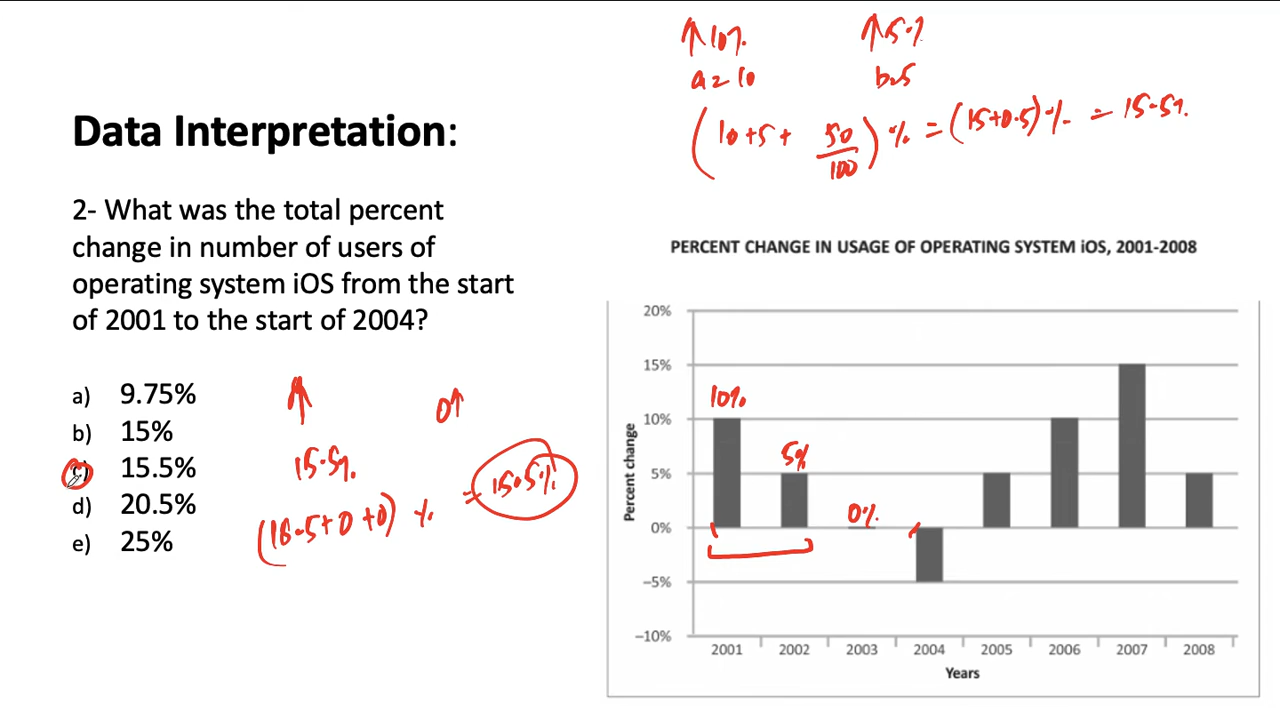 ↑10% ↑5%
a=10 b=5
(10+5+ 50/100)% = (15+0.5)% = 15.5%
Data Interpretation:
2- What was the total percent
change in number of users of
operating system iOS from the start
of 2001 to the start of 2004?
a) 9.75%
b) 15%
c) 15.5%
d) 20.5%
e) 25%
↑ 0↑
15.5%
(15.5+0+0)% = 15.5%
PERCENT CHANGE IN USAGE OF OPERATING SYSTEM iOS, 2001-2008
Percent change
20%
15%
10%
5%
0%
–5%
–10%
10%
5%
0%
2001 2002 2003 2004 2005 2006 2007 2008
Years